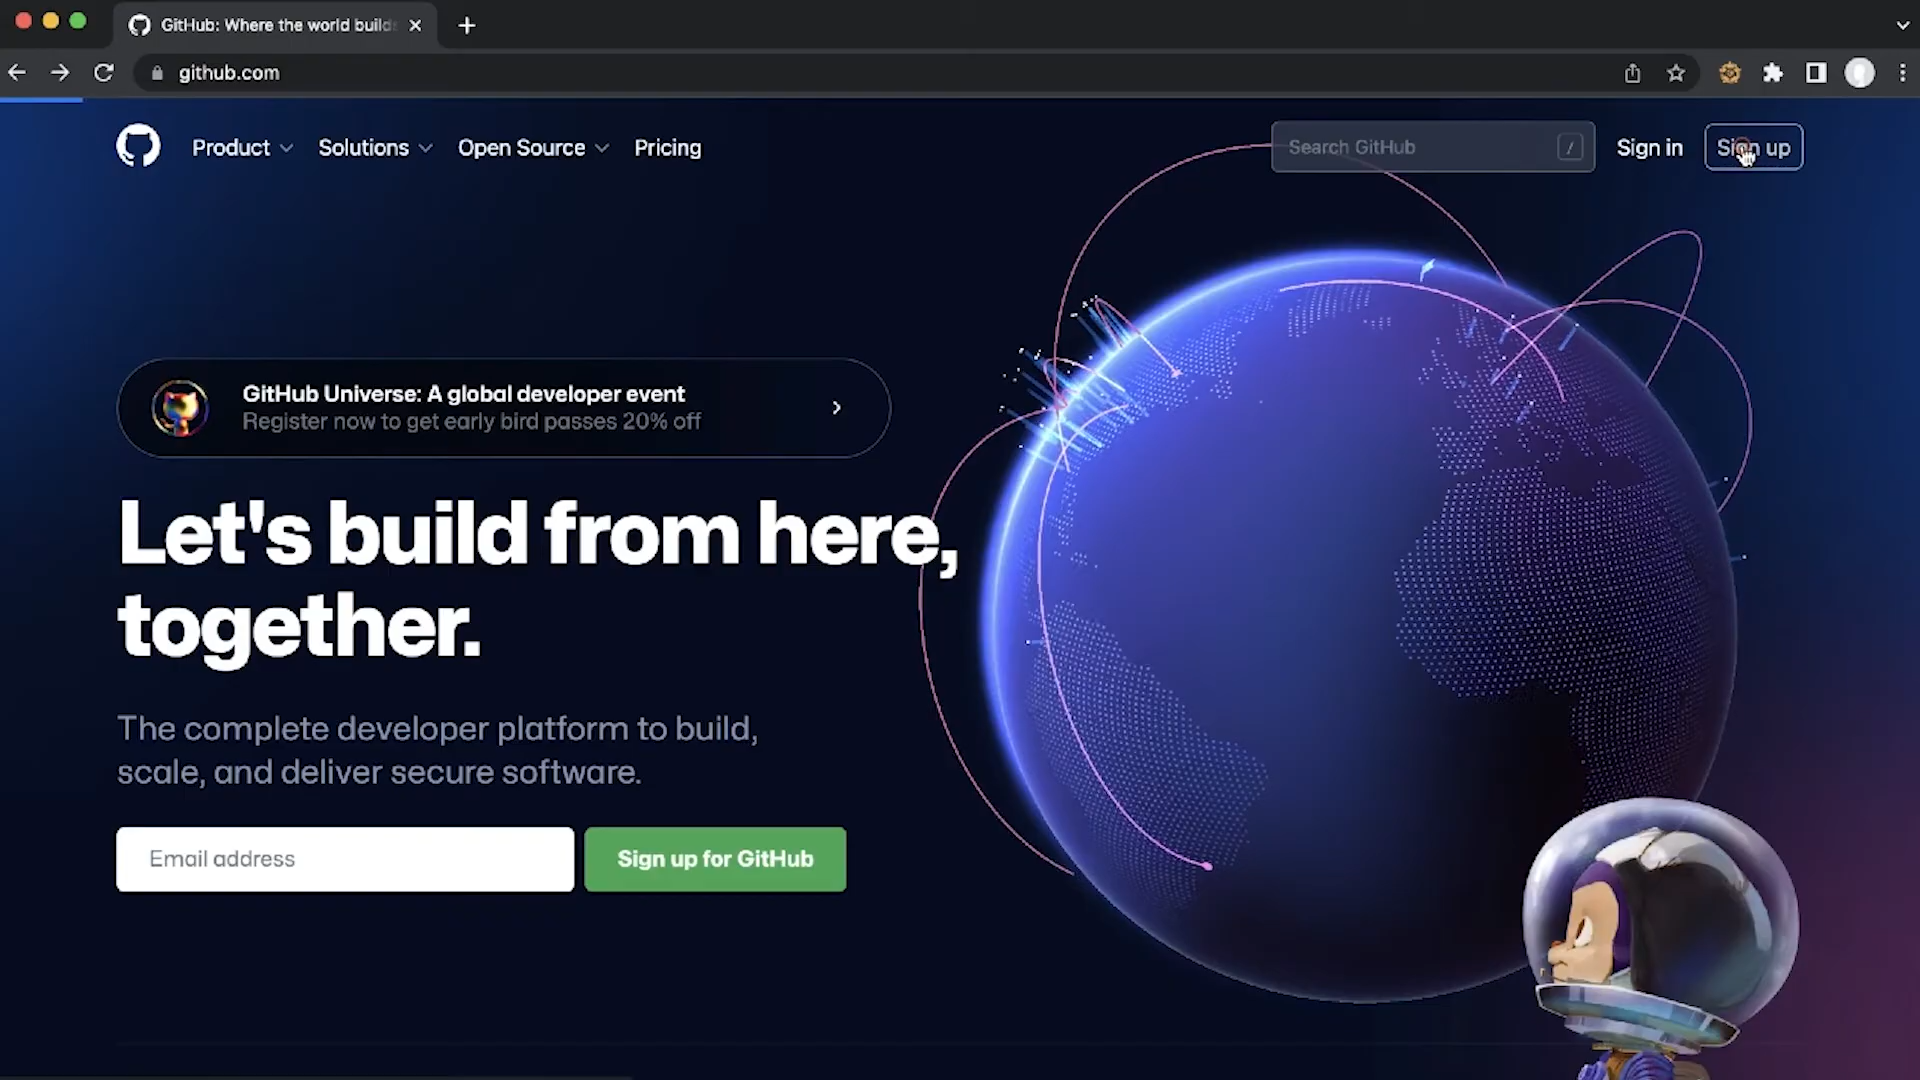 GitHub: Where the world builds
github.com
Product
Solutions
Open Source
Pricing
Search GitHub
/
Sign in
Sign up
GitHub Universe: A global developer event
Register now to get early bird passes 20% off
Let's build from here,
together.
The complete developer platform to build,
scale, and deliver secure software.
Email address
Sign up for GitHub